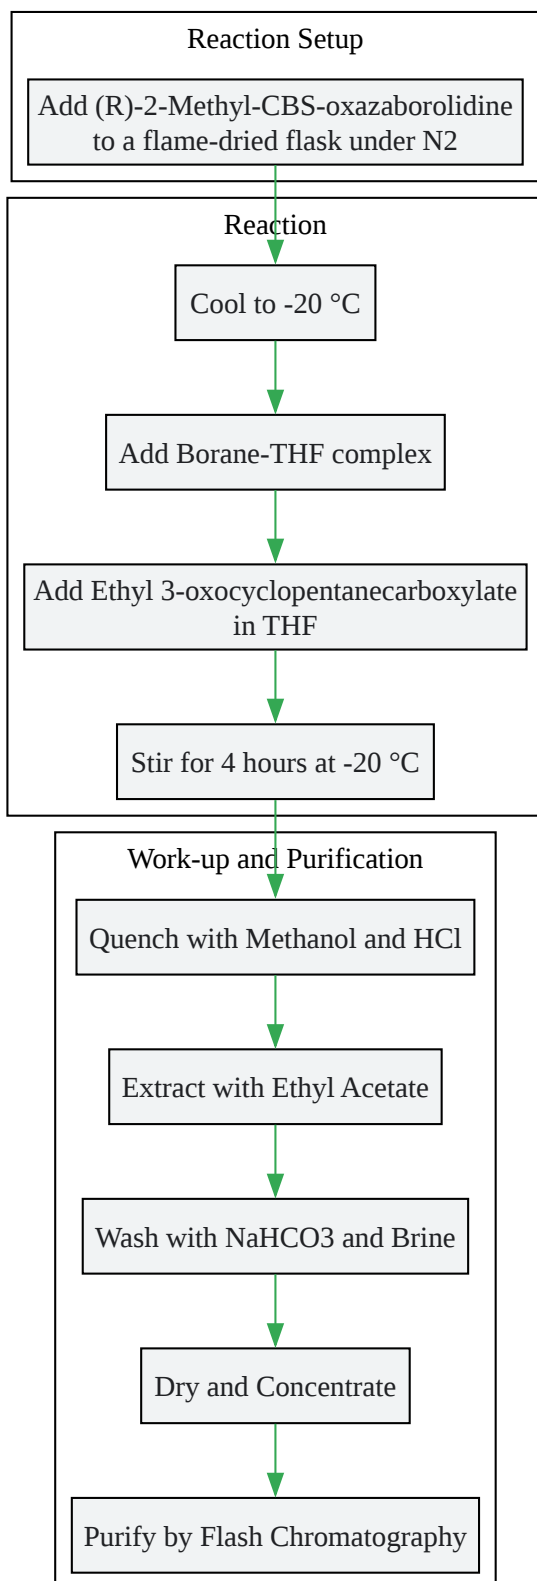 Reaction Setup
Add (R)-2-Methyl-CBS-oxazaborolidine
to a flame-dried flask under N2
Reaction
Cool to -20 °C
Add Borane-THF complex
Add Ethyl 3-oxocyclopentanecarboxylate
in THF
Stir for 4 hours at -20 °C
Work-up and Purification
Quench with Methanol and HCl
Extract with Ethyl Acetate
Wash with NaHCO3 and Brine
Dry and Concentrate
Purify by Flash Chromatography